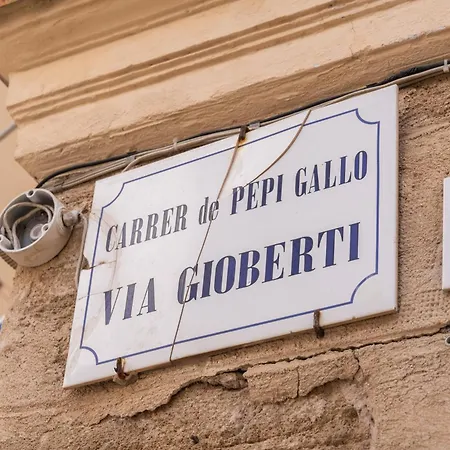 CARRER de PEPI GALLO
VIA GIOBERTI